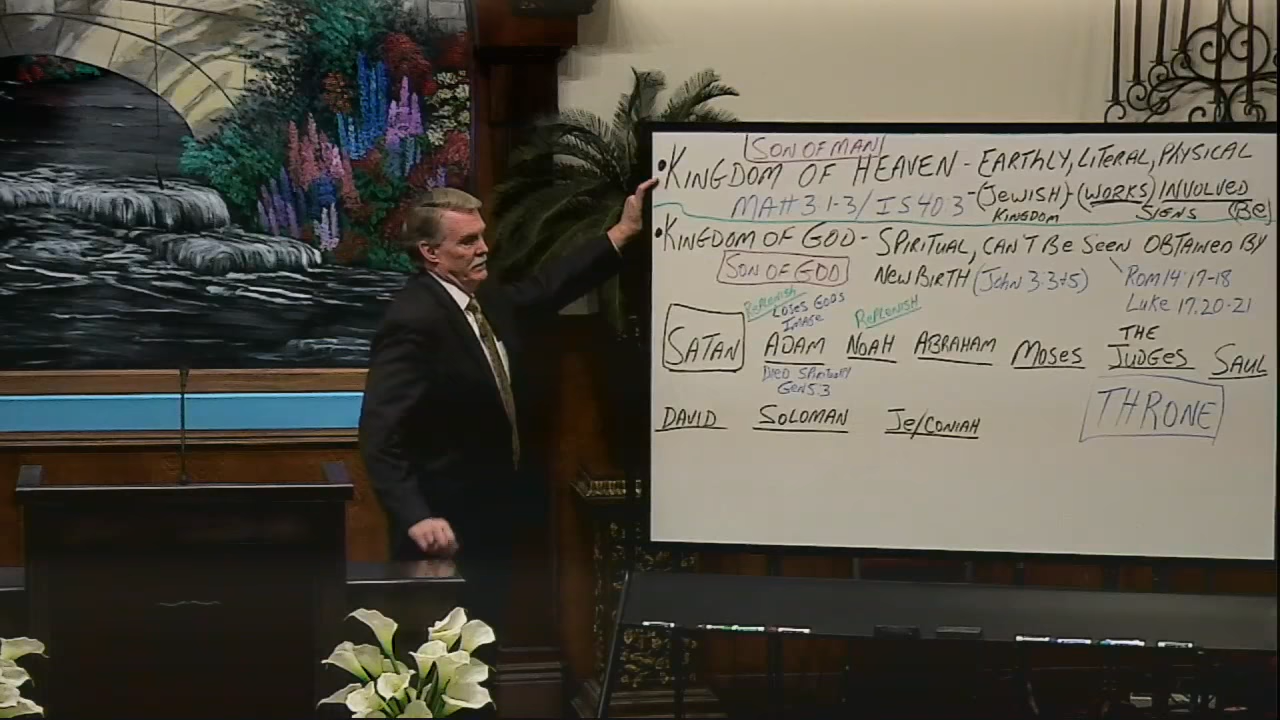 SON OF MAN
• KINGDOM OF HEAVEN - EARTHLY, LITERAL, PHYSICAL
MAH 3 1-3 / IS 40 3 - (JEWISH) - (WORKS) INVOLVED
KINGDOM SIGNS (Be)
• KINGDOM OF GOD - SPIRITUAL, CAN'T BE SEEN OBTAINED BY
SON OF GOD NEW BIRTH (John 3:3+5) Rom 14:17-18
Luke 17:20-21
REPLENISH LOSES GODS REPLENISH
IMAGE
SATAN ADAM NOAH ABRAHAM MOSES THE JUDGES SAUL
DIED SPIRITUALLY
Gen 5:3
DAVID SOLOMAN Je/CONIAH THRONE